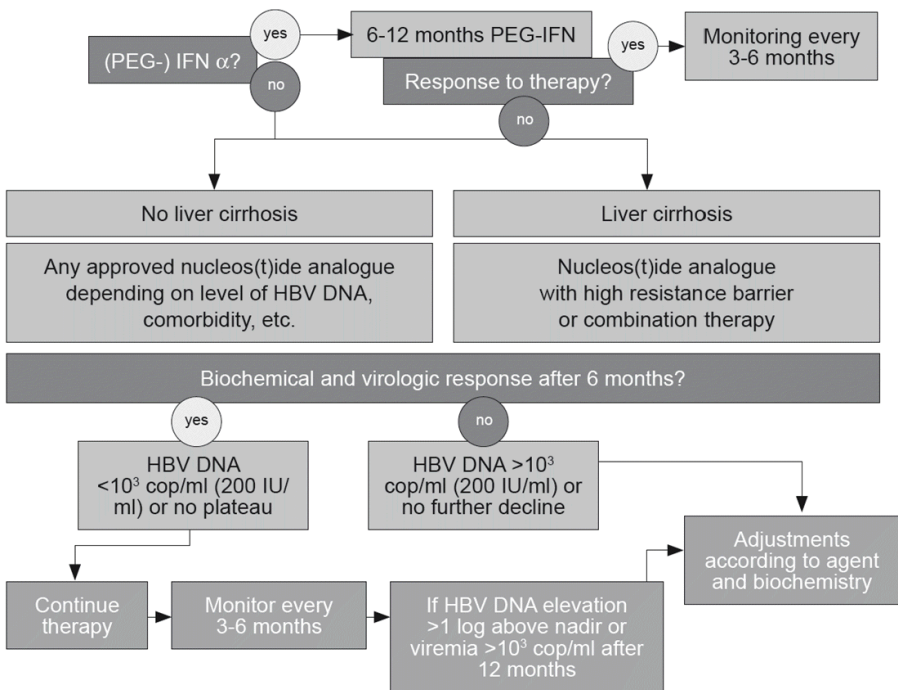 (PEG-) IFN α?
yes
no
6-12 months PEG-IFN
Response to therapy?
yes
no
Monitoring every
3-6 months
No liver cirrhosis
Liver cirrhosis
Any approved nucleos(t)ide analogue
depending on level of HBV DNA,
comorbidity, etc.
Nucleos(t)ide analogue
with high resistance barrier
or combination therapy
Biochemical and virologic response after 6 months?
yes
no
HBV DNA
<10³ cop/ml (200 IU/
ml) or no plateau
HBV DNA >10³
cop/ml (200 IU/ml) or
no further decline
Adjustments
according to agent
and biochemistry
Continue
therapy
Monitor every
3-6 months
If HBV DNA elevation
>1 log above nadir or
viremia >10³ cop/ml after
12 months